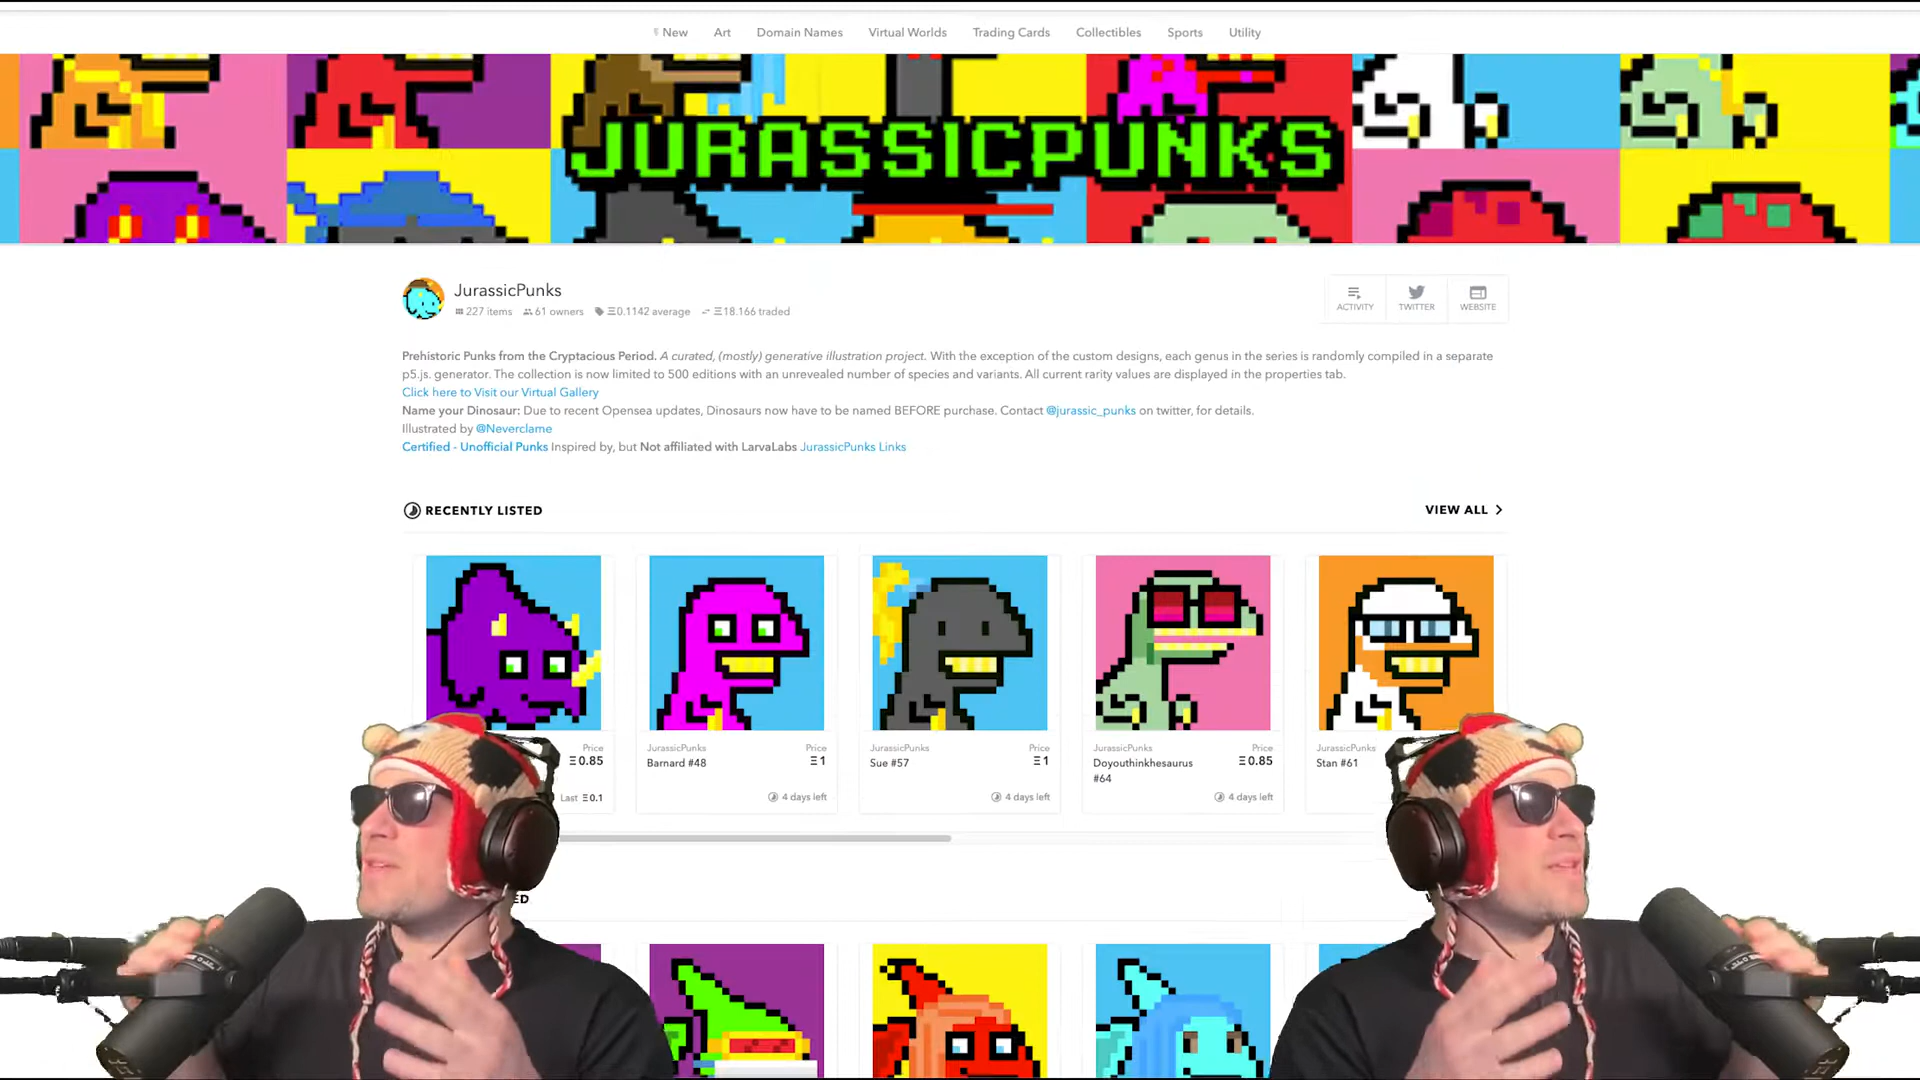 New Art Domain Names Virtual Worlds Trading Cards Collectibles Sports Utility
JURASSICPUNKS
JurassicPunks
227 items 61 owners Ξ0.1142 average Ξ18.166 traded
ACTIVITY TWITTER WEBSITE
Prehistoric Punks from the Cryptacious Period. A curated, (mostly) generative illustration project. With the exception of the custom designs, each genus in the series is randomly compiled in a separate
p5.js. generator. The collection is now limited to 500 editions with an unrevealed number of species and variants. All current rarity values are displayed in the properties tab.
Click here to Visit our Virtual Gallery
Name your Dinosaur: Due to recent Opensea updates, Dinosaurs now have to be named BEFORE purchase. Contact @jurassic_punks on twitter, for details.
Illustrated by @Neverclame
Certified - Unofficial Punks Inspired by, but Not affiliated with LarvaLabs JurassicPunks Links
RECENTLY LISTED
VIEW ALL
Price
Ξ0.85
Last Ξ0.1
JurassicPunks Price
Barnard #48 Ξ1
4 days left
JurassicPunks Price
Sue #57 Ξ1
4 days left
JurassicPunks Price
Doyouthinkhesaurus Ξ0.85
#64
4 days left
JurassicPunks
Stan #61
ED